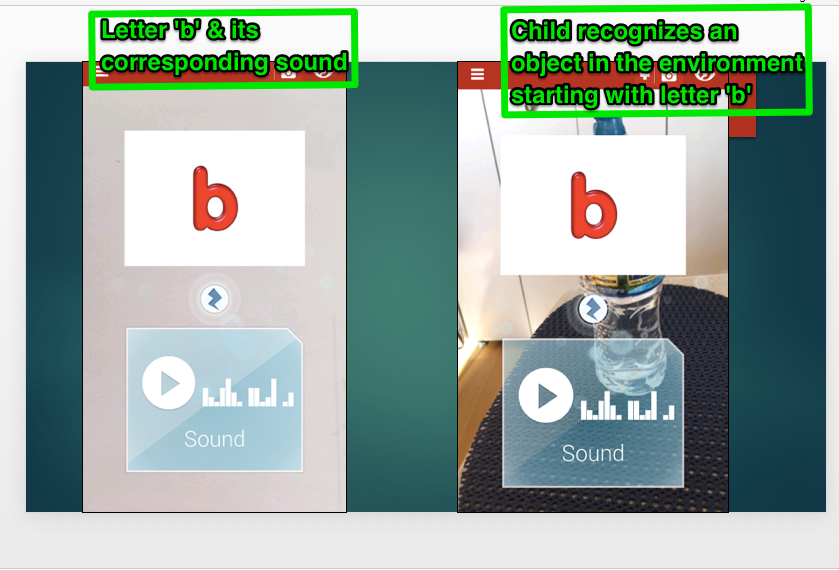 Letter 'b' & its
corresponding sound
Child recognizes an
object in the environment
starting with letter 'b'
b
b
Sound
Sound